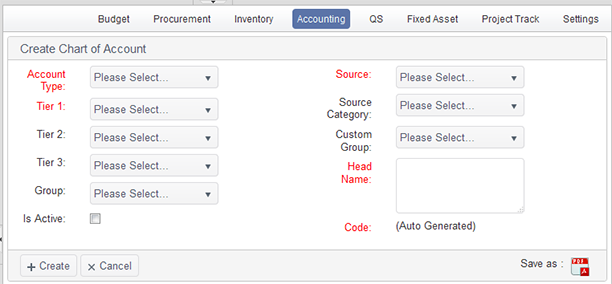 Budget Procurement Inventory Accounting QS Fixed Asset Project Track Settings
Create Chart of Account
Account Type: Please Select...
Source: Please Select...
Tier 1: Please Select...
Source Category: Please Select...
Tier 2: Please Select...
Custom Group: Please Select...
Tier 3: Please Select...
Head Name:
Group: Please Select...
Is Active:
Code: (Auto Generated)
+ Create × Cancel Save as : PDF